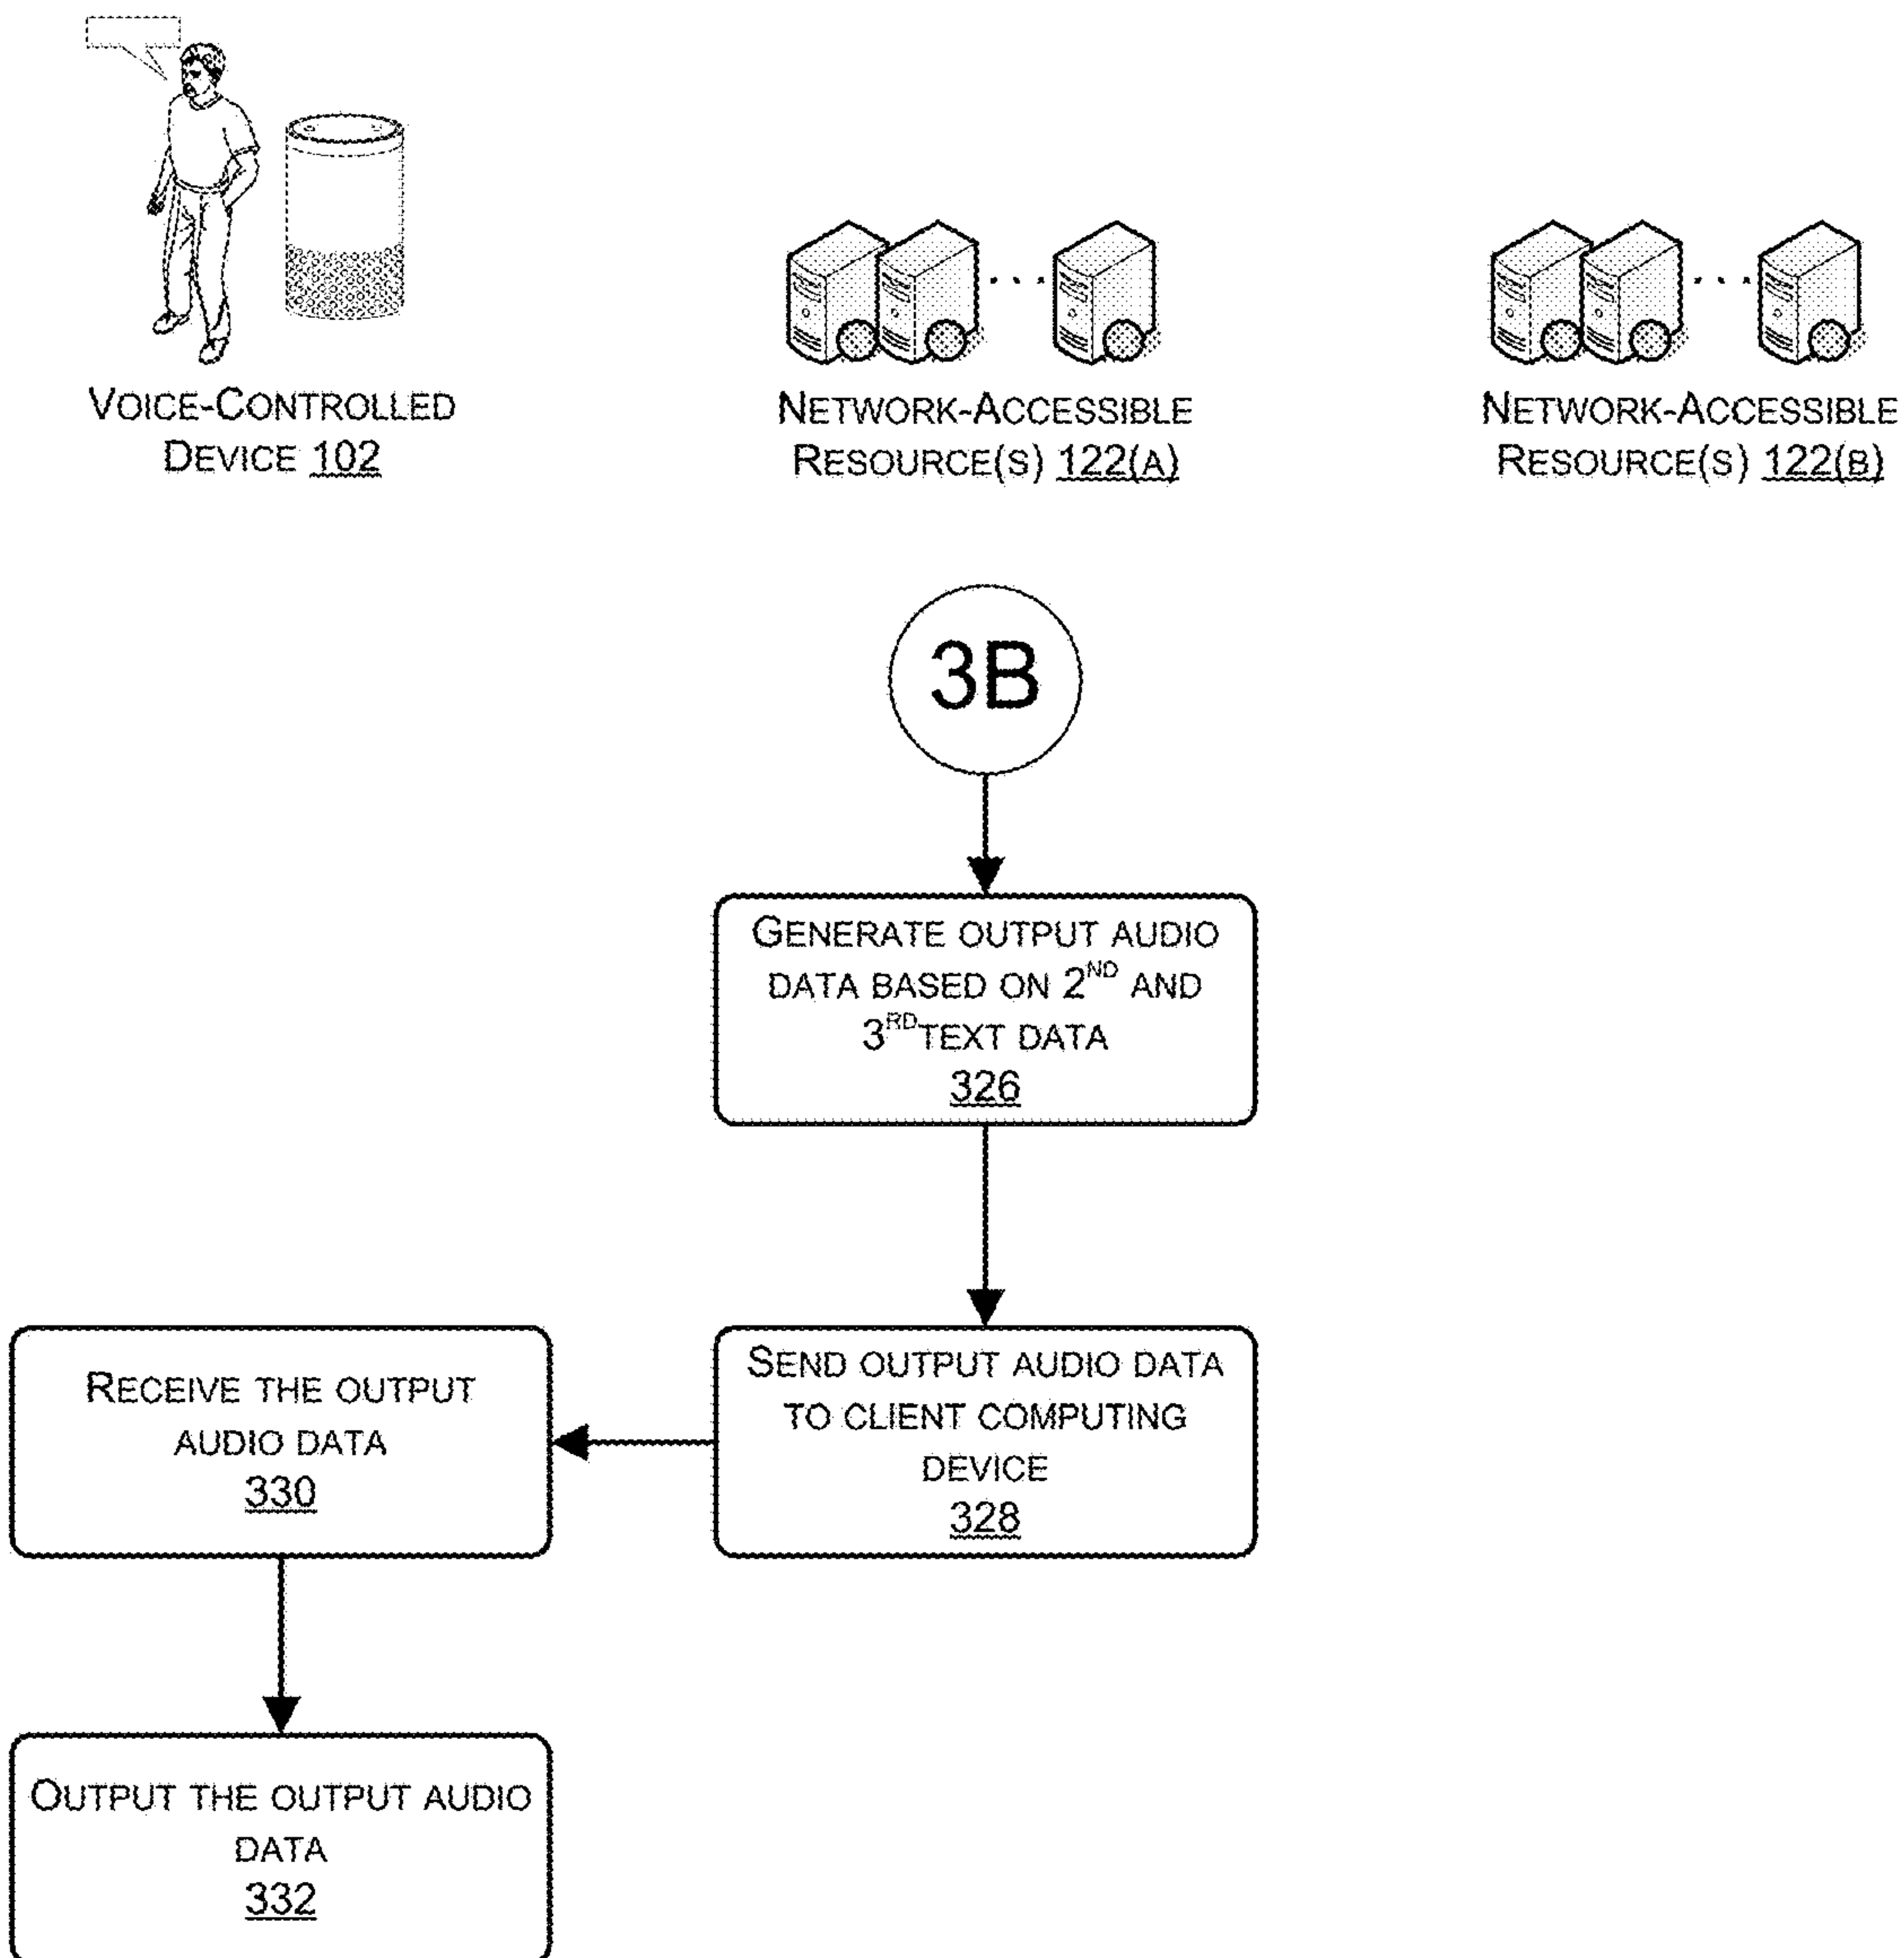 VOICE-CONTROLLED
DEVICE 102
NETWORK-ACCESSIBLE
RESOURCE(S) 122(A)
NETWORK-ACCESSIBLE
RESOURCE(S) 122(B)
3B
GENERATE OUTPUT AUDIO
DATA BASED ON 2ND AND
3RD TEXT DATA
326
SEND OUTPUT AUDIO DATA
TO CLIENT COMPUTING
DEVICE
328
RECEIVE THE OUTPUT
AUDIO DATA
330
OUTPUT THE OUTPUT AUDIO
DATA
332